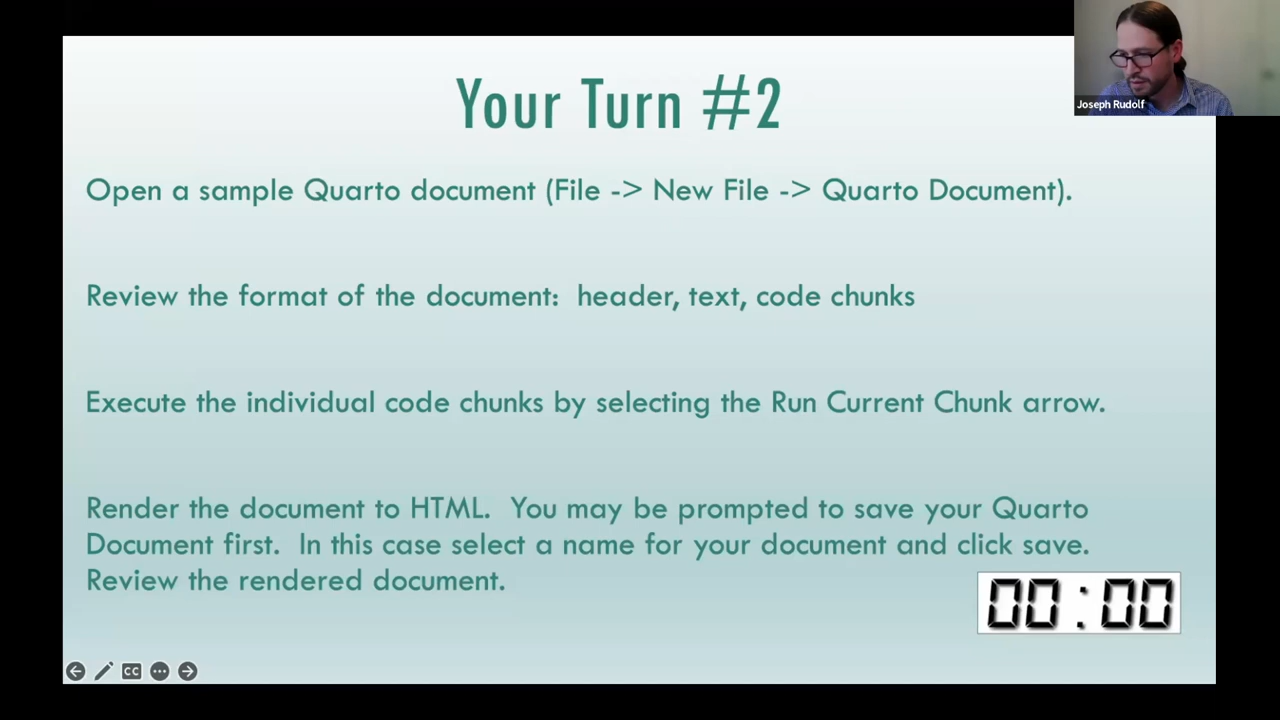 Your Turn #2
Joseph Rudolf
Open a sample Quarto document (File -> New File -> Quarto Document).
Review the format of the document:  header, text, code chunks
Execute the individual code chunks by selecting the Run Current Chunk arrow.
Render the document to HTML.  You may be prompted to save your Quarto
Document first.  In this case select a name for your document and click save.
Review the rendered document.
00:00
CC